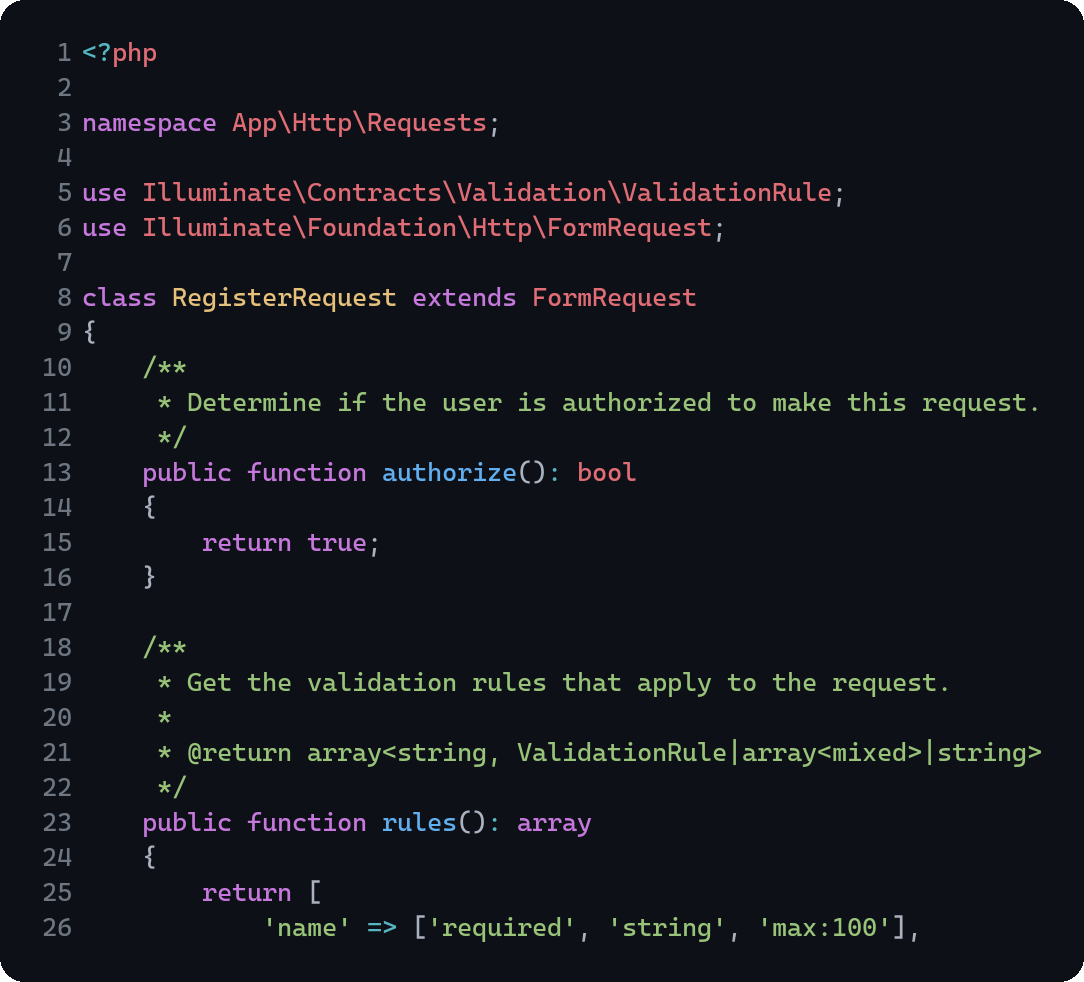 1 <?php
2
3 namespace App\Http\Requests;
4
5 use Illuminate\Contracts\Validation\ValidationRule;
6 use Illuminate\Foundation\Http\FormRequest;
7
8 class RegisterRequest extends FormRequest
9 {
10     /**
11      * Determine if the user is authorized to make this request.
12      */
13     public function authorize(): bool
14     {
15         return true;
16     }
17
18     /**
19      * Get the validation rules that apply to the request.
20      *
21      * @return array<string, ValidationRule|array<mixed>|string>
22      */
23     public function rules(): array
24     {
25         return [
26             'name' => ['required', 'string', 'max:100'],